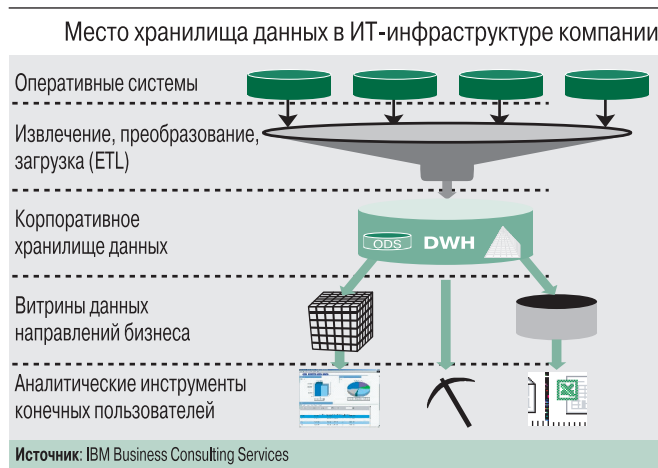 Место хранилища данных в ИТ-инфраструктуре компании
Оперативные системы
Извлечение, преобразование,
загрузка (ETL)
Корпоративное
хранилище данных
ODS DWH
Витрины данных
направлений бизнеса
Аналитические инструменты
конечных пользователей
Источник: IBM Business Consulting Services